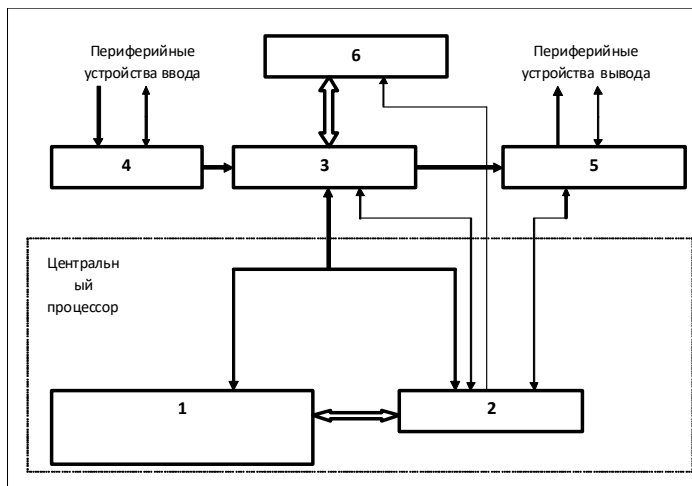 Периферийные
устройства ввода
6
Периферийные
устройства вывода
4
3
5
Центральн
ый
процессор
1
2